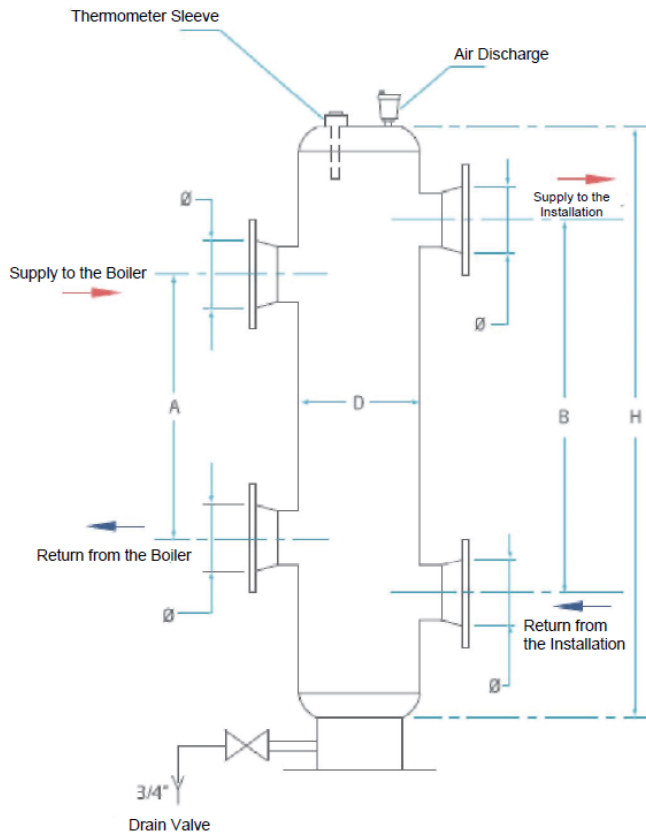 Thermometer Sleeve
Air Discharge
Ø
Supply to the
Installation
Supply to the Boiler
Ø
A
D
B
H
Return from the Boiler
Ø
Return from
the Installation
Ø
3/4"
Drain Valve